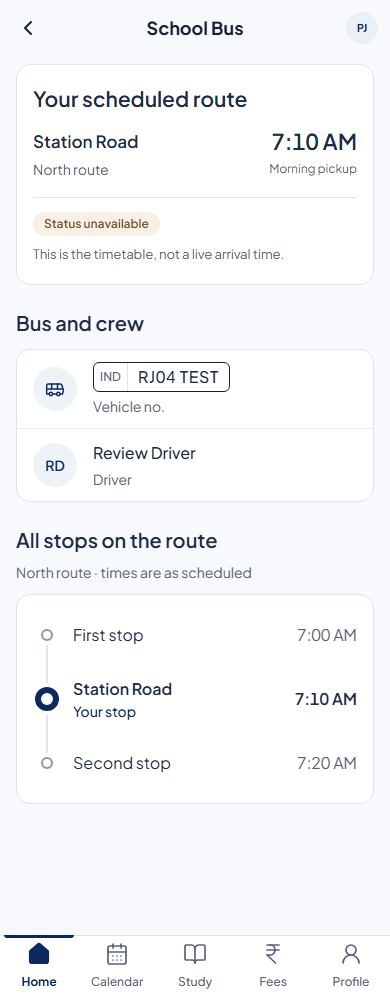 School Bus
PJ
Your scheduled route
Station Road
7:10 AM
North route
Morning pickup
Status unavailable
This is the timetable, not a live arrival time.
Bus and crew
IND
RJ04 TEST
Vehicle no.
RD
Review Driver
Driver
All stops on the route
North route · times are as scheduled
First stop
7:00 AM
Station Road
7:10 AM
Your stop
Second stop
7:20 AM
Home
Calendar
Study
₹
Fees
Profile